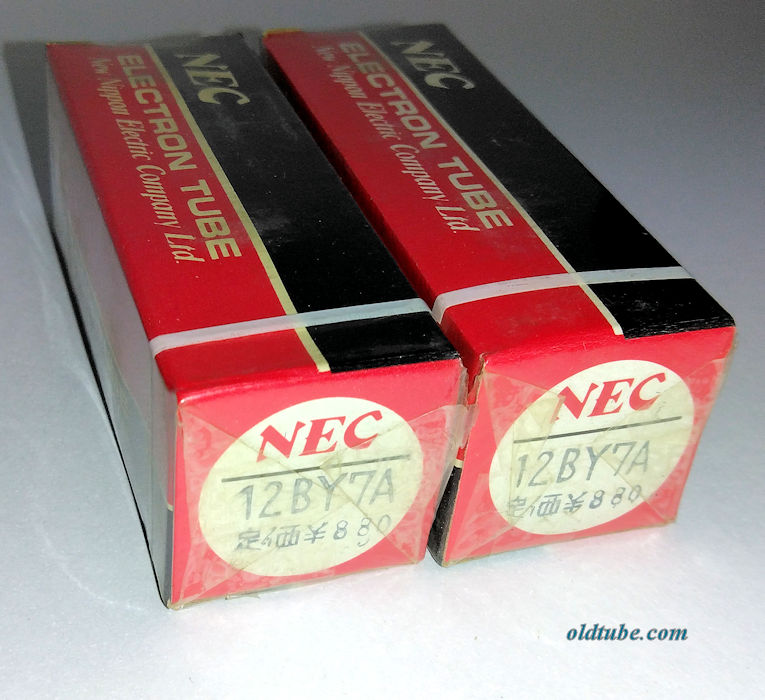 NEC
ELECTRON TUBE
New Nippon Electric Company Ltd.
NEC
12BY7A
定価¥880
NEC
ELECTRON TUBE
New Nippon Electric Company Ltd.
NEC
12BY7A
定価¥880
oldtube.com